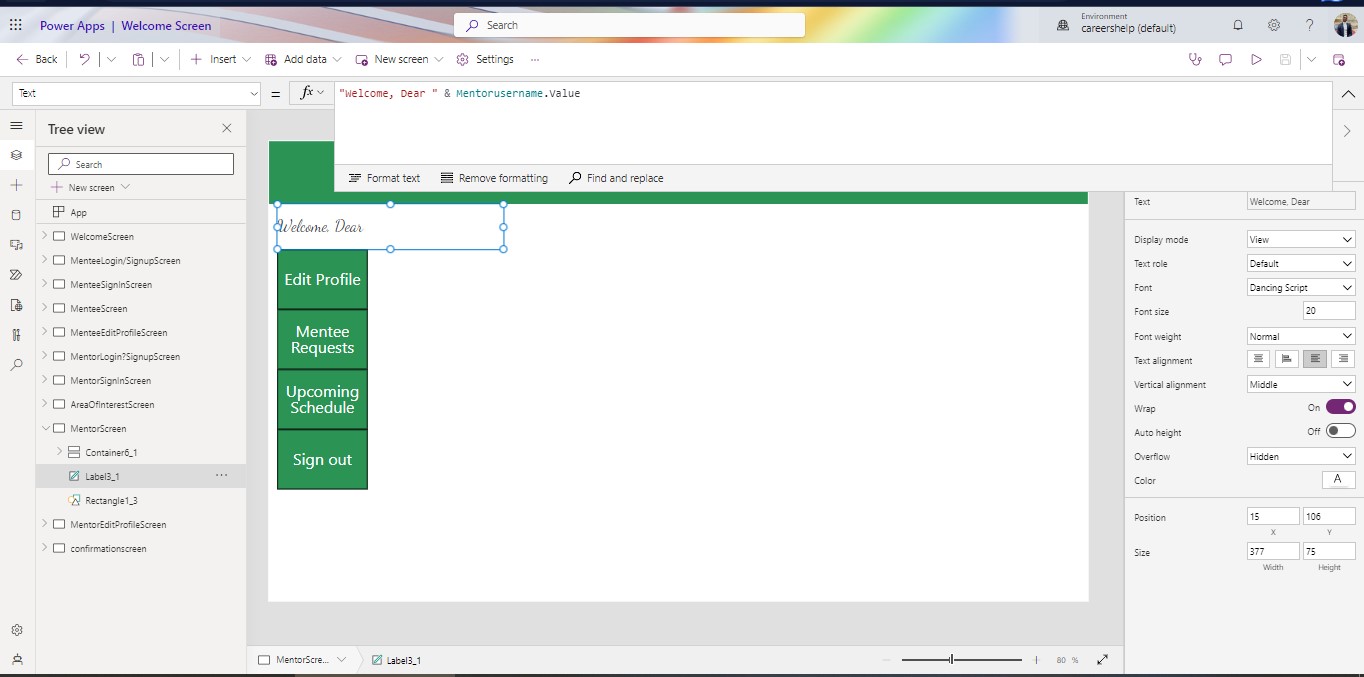 Power Apps | Welcome Screen
Search
Environment
careershelp (default)
?
Back
Insert
Add data
New screen
Settings
...
Text
=
fx
"Welcome, Dear " & Mentorusername.Value
Format text
Remove formatting
Find and replace
Tree view
Search
New screen
App
WelcomeScreen
MenteeLogin/SignupScreen
MenteeSignInScreen
MenteeScreen
MenteeEditProfileScreen
MentorLogin?SignupScreen
MentorSignInScreen
AreaOfInterestScreen
MentorScreen
Container6_1
Label3_1
...
Rectangle1_3
MentorEditProfileScreen
confirmationscreen
Welcome, Dear
Edit Profile
Mentee
Requests
Upcoming
Schedule
Sign out
Text Welcome, Dear
Display mode View
Text role Default
Font Dancing Script
Font size 20
Font weight Normal
Text alignment
Vertical alignment Middle
Wrap On
Auto height Off
Overflow Hidden
Color A
Position 15 106
X Y
Size 377 75
Width Height
MentorScre...
Label3_1
80 %